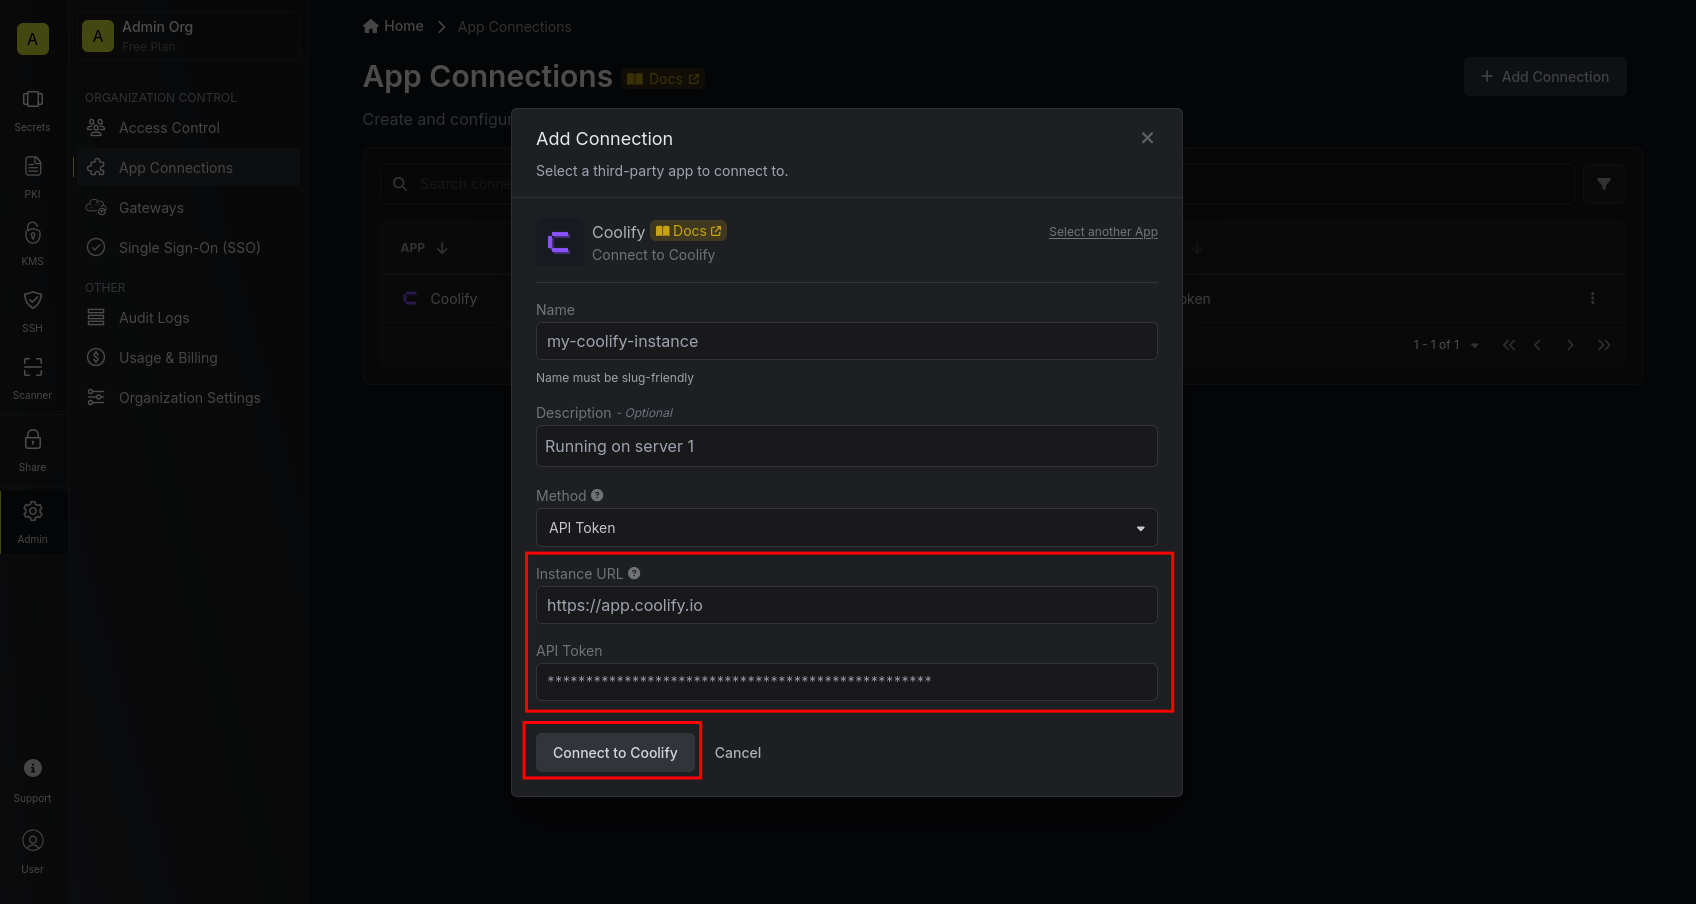 A
Secrets
PKI
KMS
SSH
Scanner
Share
Admin
Support
User
A
Admin Org
Free Plan
ORGANIZATION CONTROL
Access Control
App Connections
Gateways
Single Sign-On (SSO)
OTHER
Audit Logs
Usage & Billing
Organization Settings
Home App Connections
App Connections Docs
+ Add Connection
Create and
Search
APP
Coolify
1 - 1 of 1
Add Connection
Select a third-party app to connect to.
Coolify Docs
Connect to Coolify
Select another App
Name
my-coolify-instance
Name must be slug-friendly
Description - Optional
Running on server 1
Method
API Token
Instance URL
https://app.coolify.io
API Token
**************************************************
Connect to Coolify Cancel